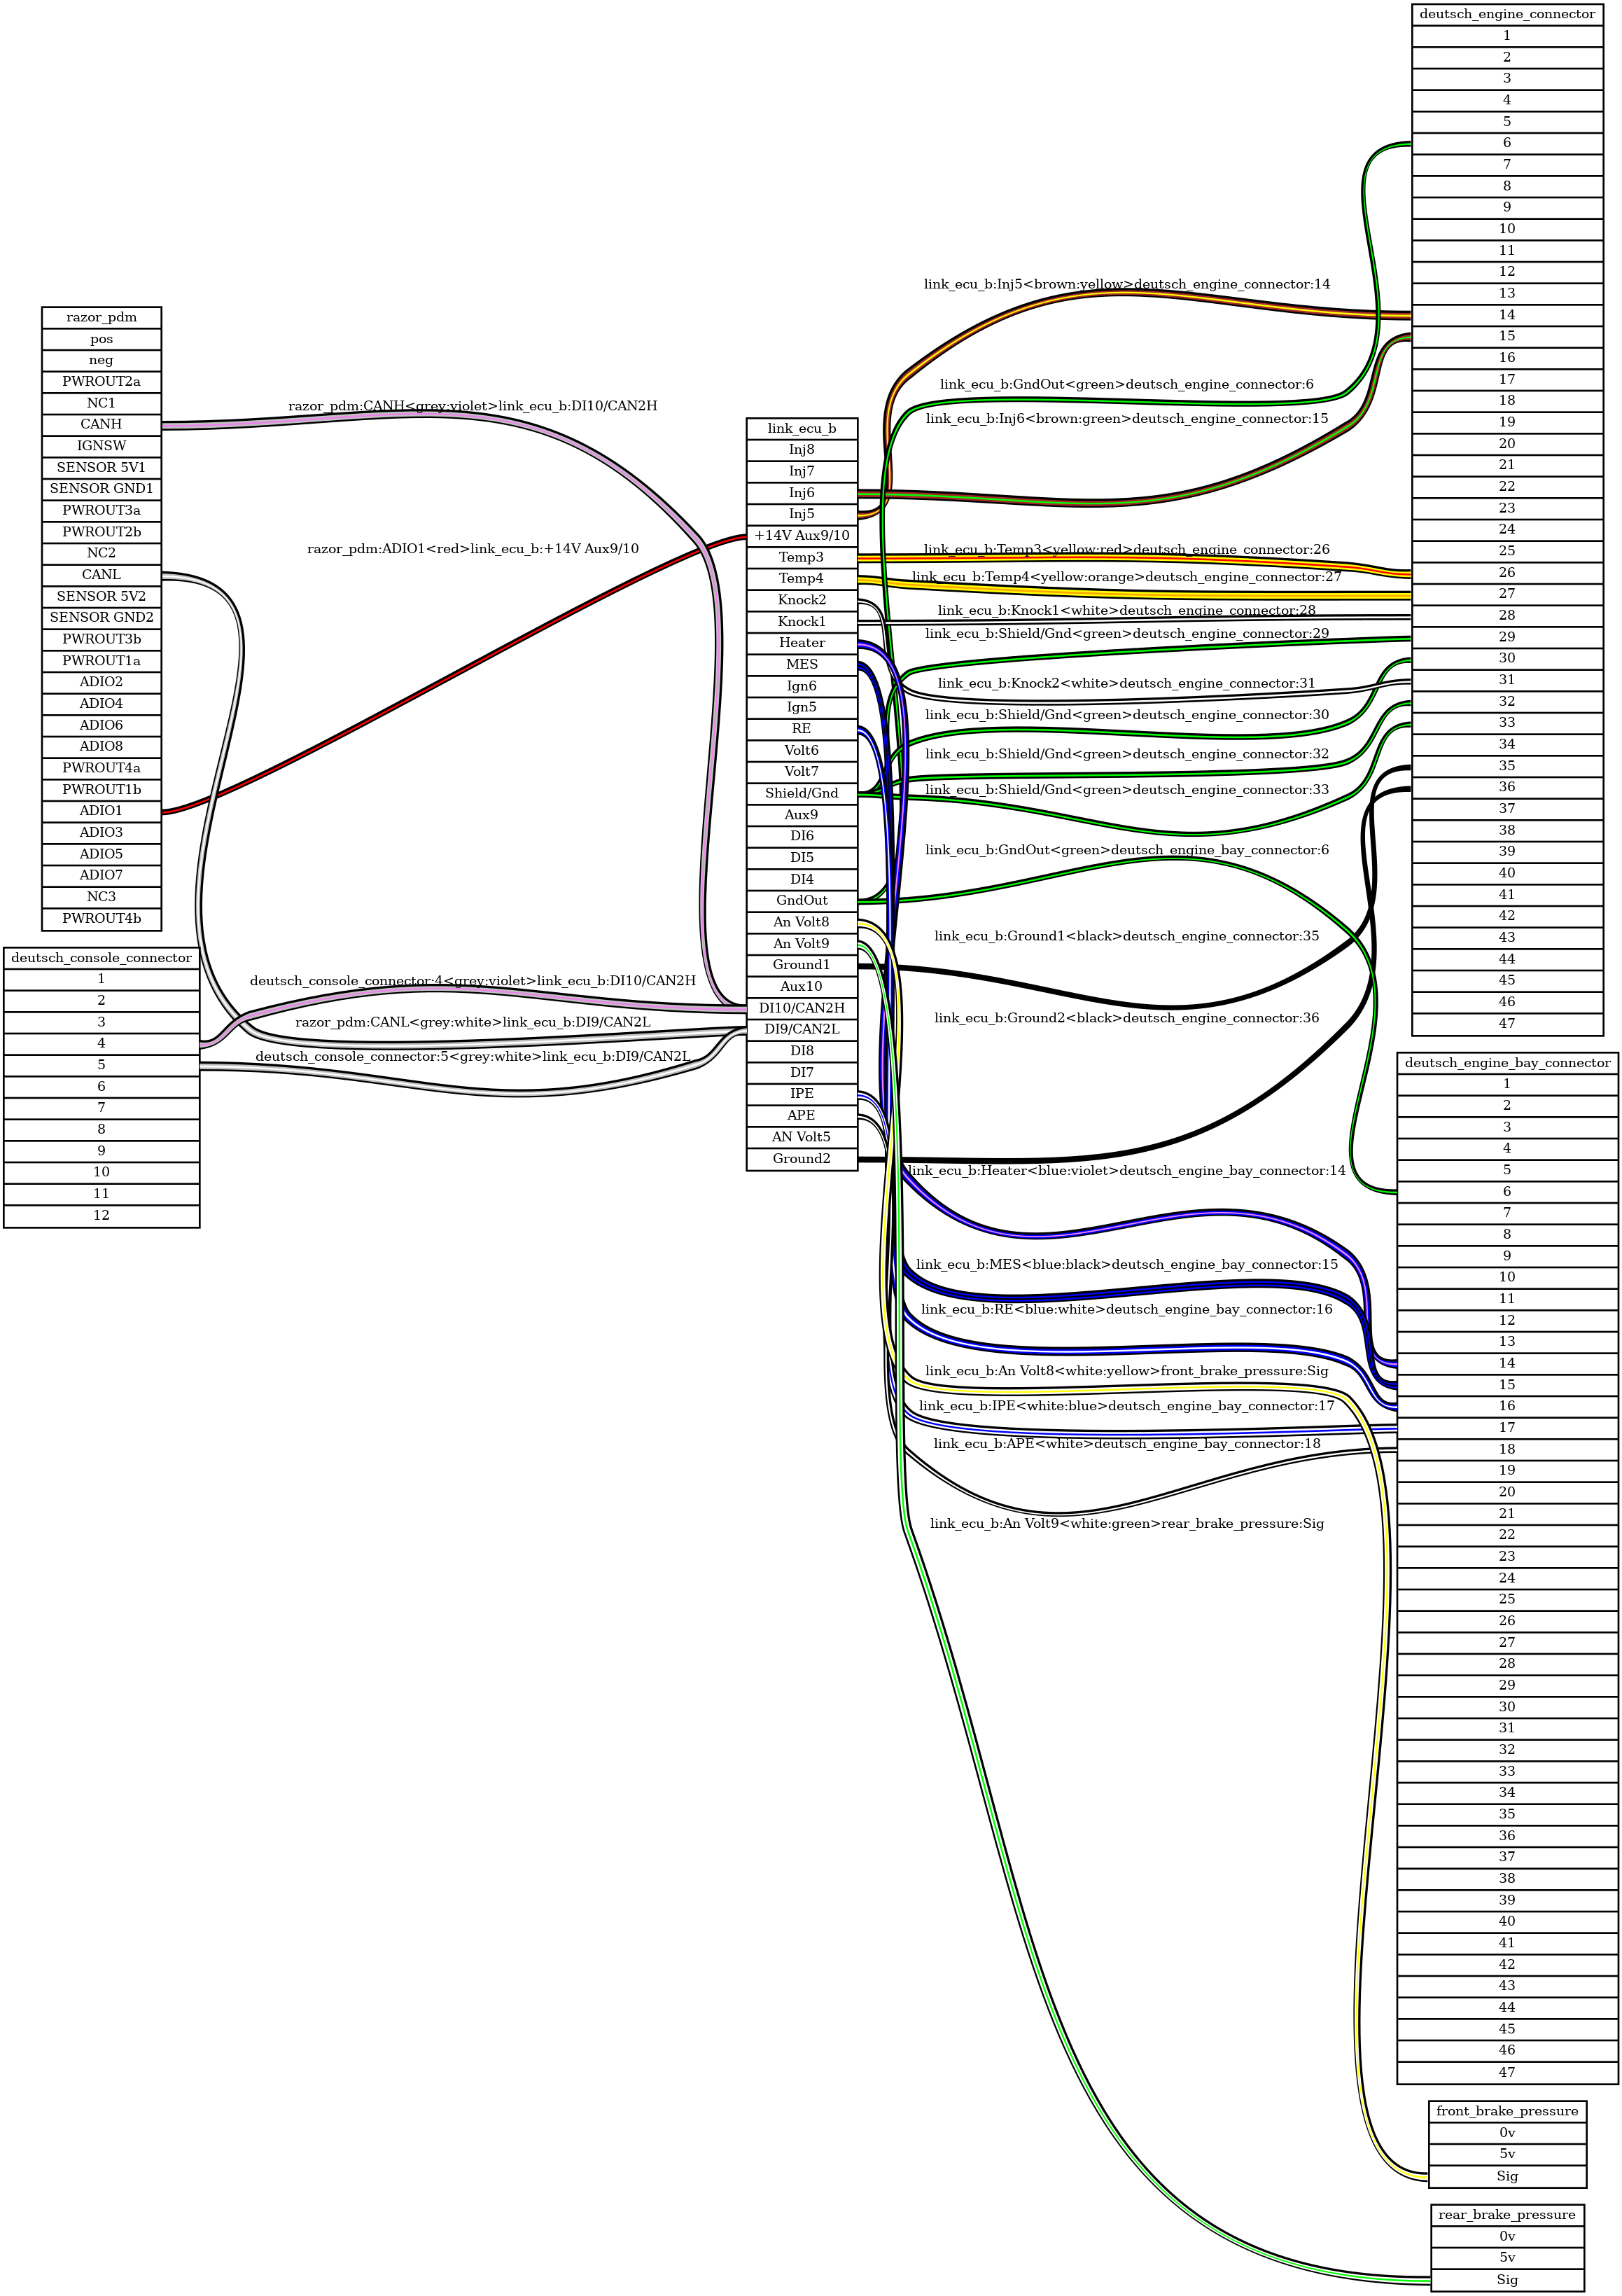 razor_pdm
pos
neg
PWROUT2a
NC1
CANH
IGNSW
SENSOR 5V1
SENSOR GND1
PWROUT3a
PWROUT2b
NC2
CANL
SENSOR 5V2
SENSOR GND2
PWROUT3b
PWROUT1a
ADIO2
ADIO4
ADIO6
ADIO8
PWROUT4a
PWROUT1b
ADIO1
ADIO3
ADIO5
ADIO7
NC3
PWROUT4b
deutsch_console_connector
1
2
3
4
5
6
7
8
9
10
11
12
razor_pdm:CANH<grey:violet>link_ecu_b:DI10/CAN2H
razor_pdm:ADIO1<red>link_ecu_b:+14V Aux9/10
deutsch_console_connector:4<grey:violet>link_ecu_b:DI10/CAN2H
razor_pdm:CANL<grey:white>link_ecu_b:DI9/CAN2L
deutsch_console_connector:5<grey:white>link_ecu_b:DI9/CAN2L
link_ecu_b
Inj8
Inj7
Inj6
Inj5
+14V Aux9/10
Temp3
Temp4
Knock2
Knock1
Heater
MES
Ign6
Ign5
RE
Volt6
Volt7
Shield/Gnd
Aux9
DI6
DI5
DI4
GndOut
An Volt8
An Volt9
Ground1
Aux10
DI10/CAN2H
DI9/CAN2L
DI8
DI7
IPE
APE
AN Volt5
Ground2
link_ecu_b:Inj5<brown:yellow>deutsch_engine_connector:14
link_ecu_b:GndOut<green>deutsch_engine_connector:6
link_ecu_b:Inj6<brown:green>deutsch_engine_connector:15
link_ecu_b:Temp3<yellow:red>deutsch_engine_connector:26
link_ecu_b:Temp4<yellow:orange>deutsch_engine_connector:27
link_ecu_b:Knock1<white>deutsch_engine_connector:28
link_ecu_b:Shield/Gnd<green>deutsch_engine_connector:29
link_ecu_b:Knock2<white>deutsch_engine_connector:31
link_ecu_b:Shield/Gnd<green>deutsch_engine_connector:30
link_ecu_b:Shield/Gnd<green>deutsch_engine_connector:32
link_ecu_b:Shield/Gnd<green>deutsch_engine_connector:33
link_ecu_b:GndOut<green>deutsch_engine_bay_connector:6
link_ecu_b:Ground1<black>deutsch_engine_connector:35
link_ecu_b:Ground2<black>deutsch_engine_connector:36
link_ecu_b:Heater<blue:violet>deutsch_engine_bay_connector:14
link_ecu_b:MES<blue:black>deutsch_engine_bay_connector:15
link_ecu_b:RE<blue:white>deutsch_engine_bay_connector:16
link_ecu_b:An Volt8<white:yellow>front_brake_pressure:Sig
link_ecu_b:IPE<white:blue>deutsch_engine_bay_connector:17
link_ecu_b:APE<white>deutsch_engine_bay_connector:18
link_ecu_b:An Volt9<white:green>rear_brake_pressure:Sig
deutsch_engine_connector
1
2
3
4
5
6
7
8
9
10
11
12
13
14
15
16
17
18
19
20
21
22
23
24
25
26
27
28
29
30
31
32
33
34
35
36
37
38
39
40
41
42
43
44
45
46
47
deutsch_engine_bay_connector
1
2
3
4
5
6
7
8
9
10
11
12
13
14
15
16
17
18
19
20
21
22
23
24
25
26
27
28
29
30
31
32
33
34
35
36
37
38
39
40
41
42
43
44
45
46
47
front_brake_pressure
0v
5v
Sig
rear_brake_pressure
0v
5v
Sig